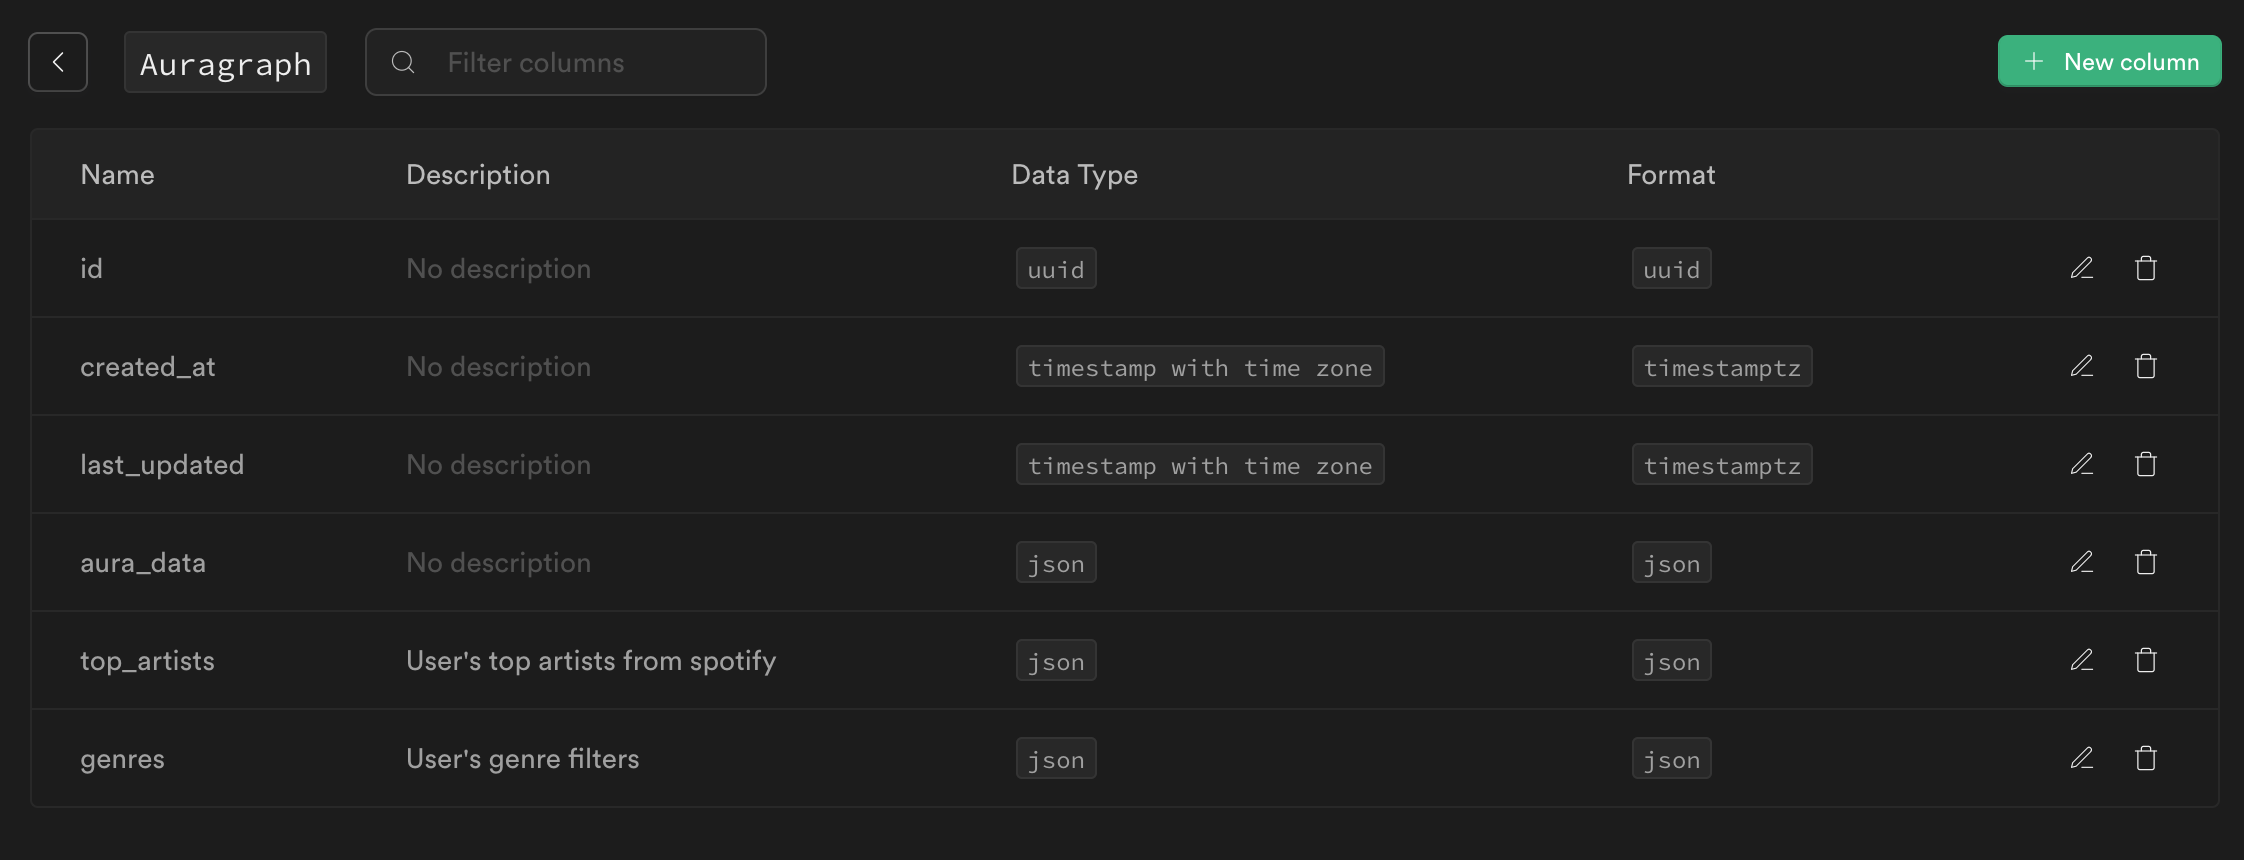 Auragraph Filter columns + New column
Name Description Data Type Format
id No description uuid uuid
created_at No description timestamp with time zone timestamptz
last_updated No description timestamp with time zone timestamptz
aura_data No description json json
top_artists User's top artists from spotify json json
genres User's genre filters json json